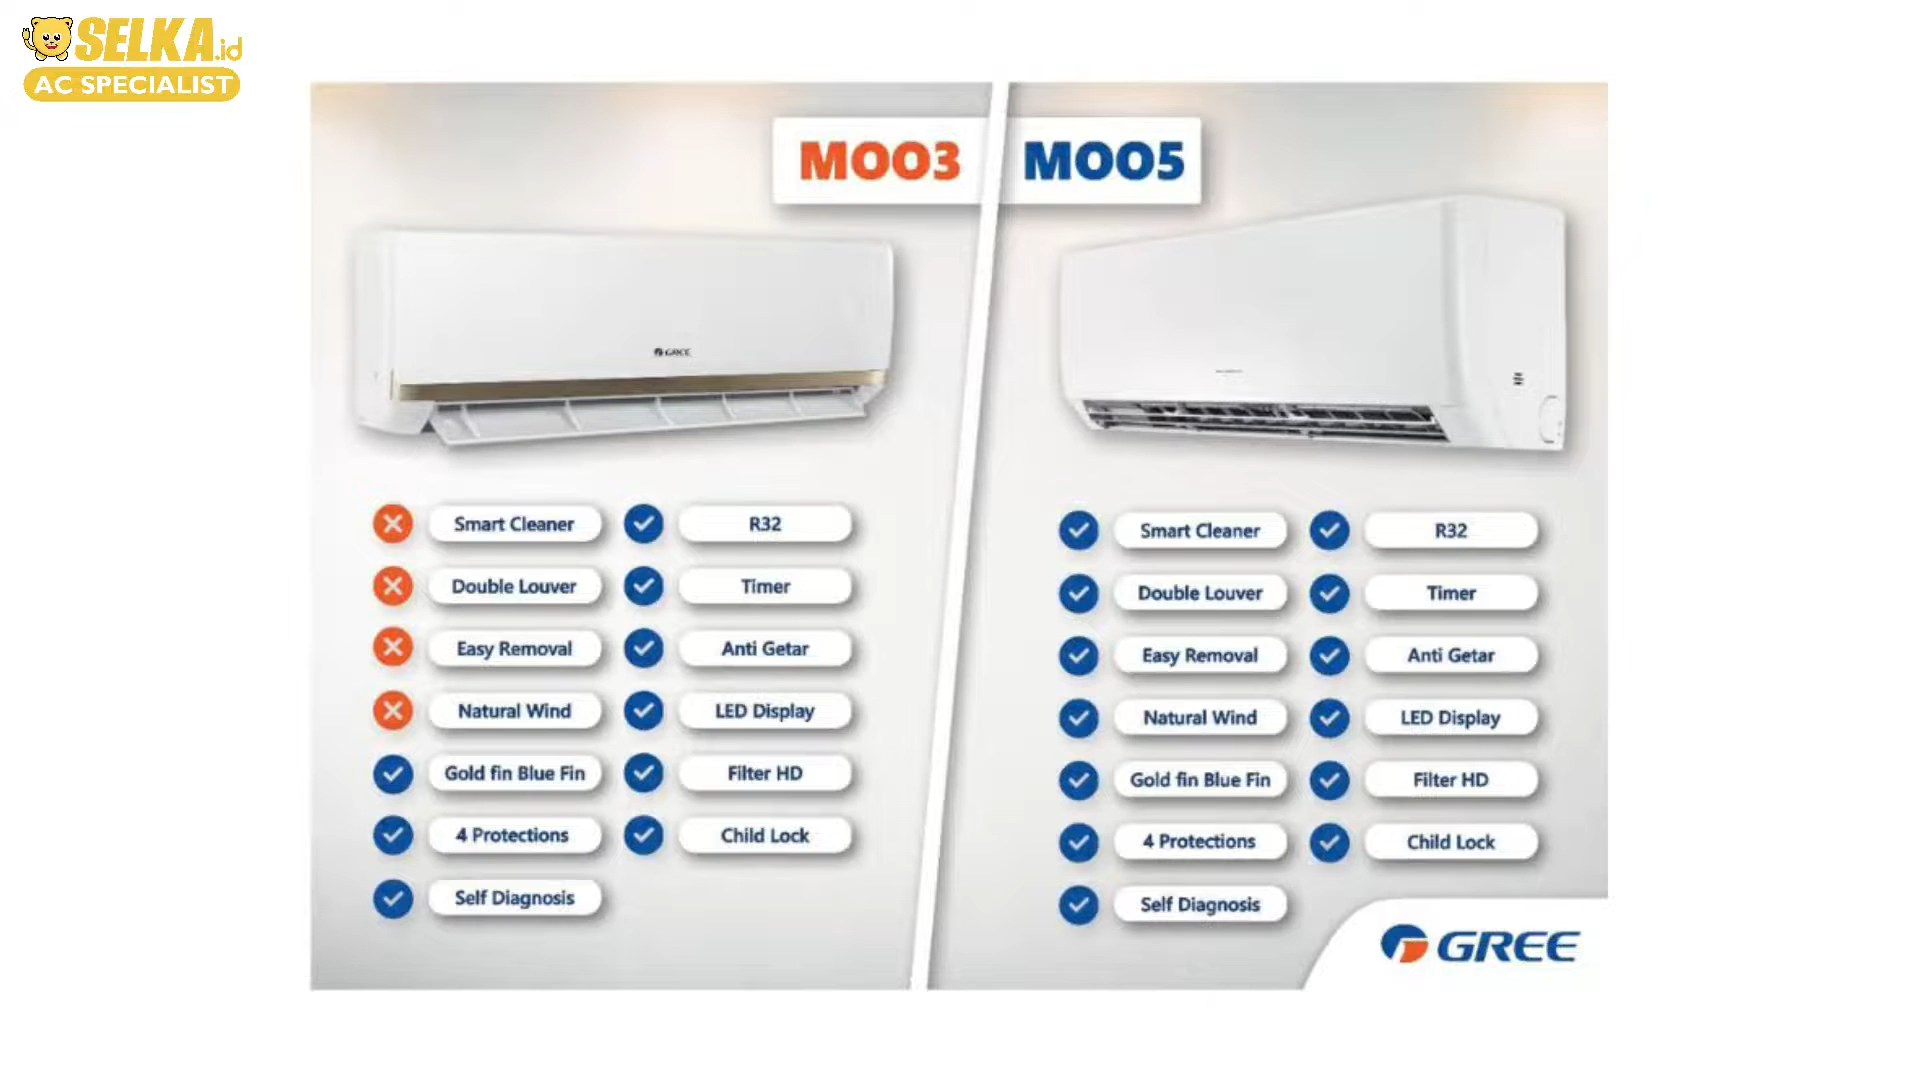 SELKA.id
AC SPECIALIST
MOO3
MOO5
GREE
Smart Cleaner
R32
Double Louver
Timer
Easy Removal
Anti Getar
Natural Wind
LED Display
Gold fin Blue Fin
Filter HD
4 Protections
Child Lock
Self Diagnosis
Smart Cleaner
R32
Double Louver
Timer
Easy Removal
Anti Getar
Natural Wind
LED Display
Gold fin Blue Fin
Filter HD
4 Protections
Child Lock
Self Diagnosis
GREE